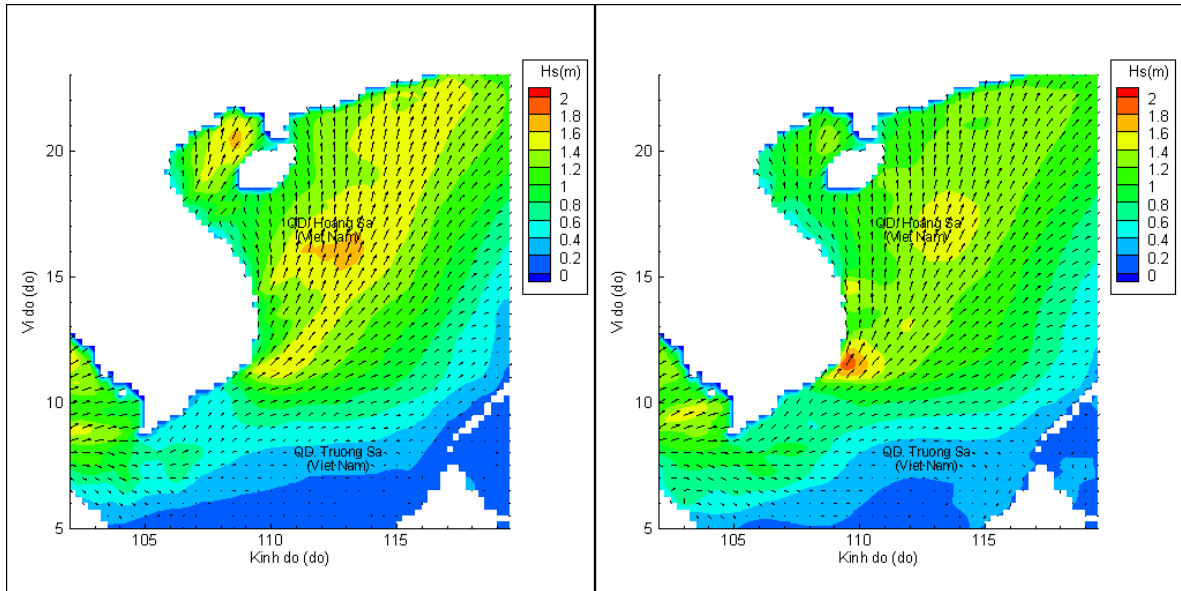 Hs(m)
2
1.8
1.6
1.4
1.2
1
0.8
0.6
0.4
0.2
0
20
15
10
5
Vi do (do)
QD. Hoang Sa
(Viet Nam)
QD. Truong Sa
(Viet Nam)
105
110
115
Kinh do (do)
Hs(m)
2
1.8
1.6
1.4
1.2
1
0.8
0.6
0.4
0.2
0
20
15
10
5
Vi do (do)
QD. Hoang Sa
(Viet Nam)
QD. Truong Sa
(Viet Nam)
105
110
115
Kinh do (do)